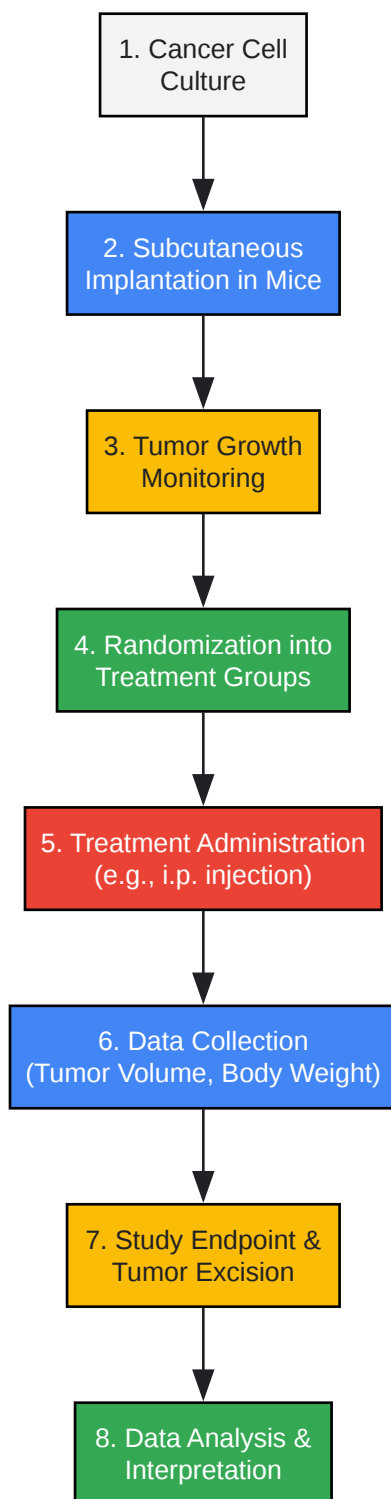 1. Cancer Cell
Culture
2. Subcutaneous
Implantation in Mice
3. Tumor Growth
Monitoring
4. Randomization into
Treatment Groups
5. Treatment Administration
(e.g., i.p. injection)
6. Data Collection
(Tumor Volume, Body Weight)
7. Study Endpoint &
Tumor Excision
8. Data Analysis &
Interpretation